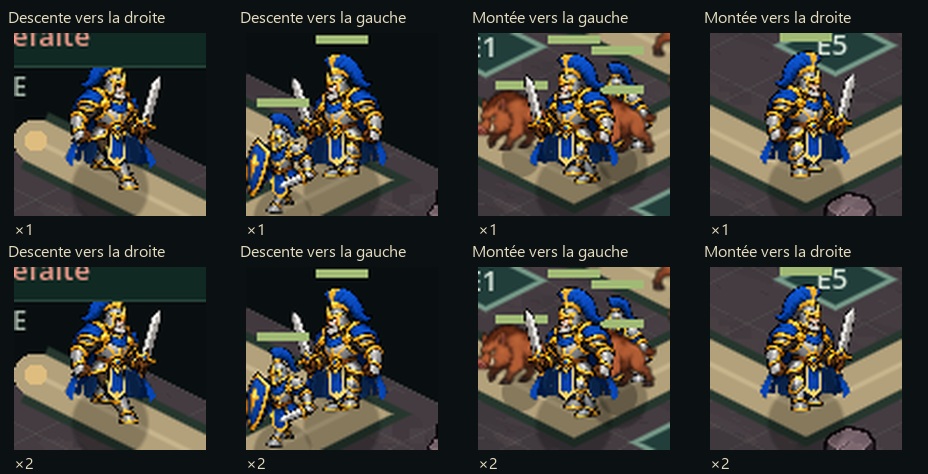 Descente vers la droite
Descente vers la gauche
Montée vers la gauche
Montée vers la droite
E
E1
E5
×1
×1
×1
×1
Descente vers la droite
Descente vers la gauche
Montée vers la gauche
Montée vers la droite
E
E1
E5
×2
×2
×2
×2